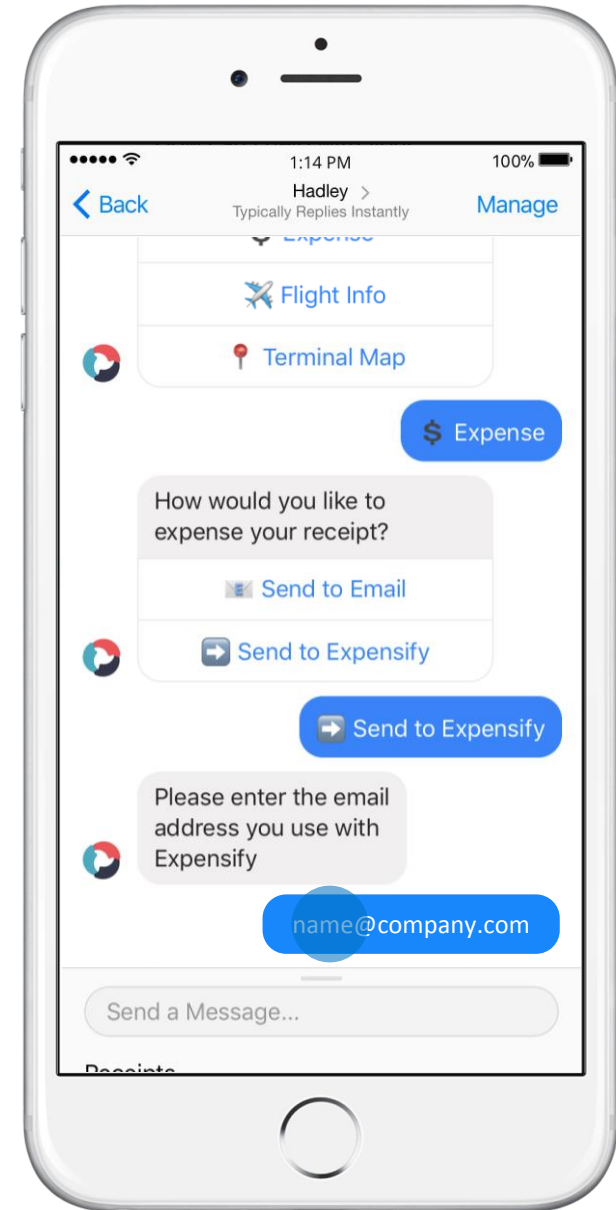 1:14 PM
100%
Back
Hadley >
Manage
Typically Replies Instantly
Expense
Flight Info
Terminal Map
$ Expense
How would you like to
expense your receipt?
Send to Email
Send to Expensify
Send to Expensify
Please enter the email
address you use with
Expensify
name@company.com
Send a Message...
Receipts